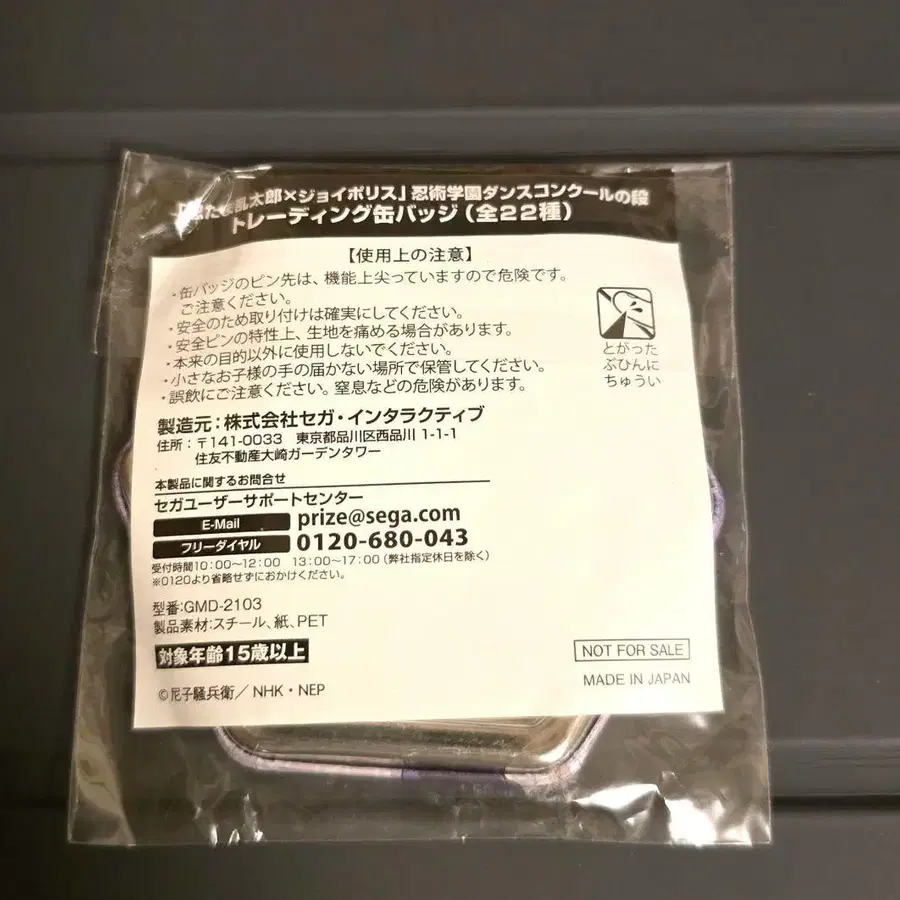 たま乱太郎×ジョイポリス」忍術学園ダンスコンクールの段
トレーディング缶バッジ(全22種)
【使用上の注意】
・缶バッジのピン先は、機能上尖っていますので危険です。
ご注意ください。
・安全のため取り付けは確実にしてください。
・安全ピンの特性上、生地を痛める場合があります。
・本来の目的以外に使用しないでください。
・小さなお子様の手の届かない場所で保管してください。
・誤飲にご注意ください。窒息などの危険があります。
とがった
ぶひんに
ちゅうい
製造元:株式会社セガ・インタラクティブ
住所:〒141-0033 東京都品川区西品川1-1-1
住友不動産大崎ガーデンタワー
本製品に関するお問合せ
セガユーザーサポートセンター
E-Mail prize@sega.com
フリーダイヤル 0120-680-043
受付時間10:00~12:00 13:00~17:00(弊社指定休日を除く)
※0120より省略せずにおかけください。
型番:GMD-2103
製品素材:スチール、紙、PET
対象年齢15歳以上
NOT FOR SALE
©尼子騒兵衛/NHK・NEP
MADE IN JAPAN